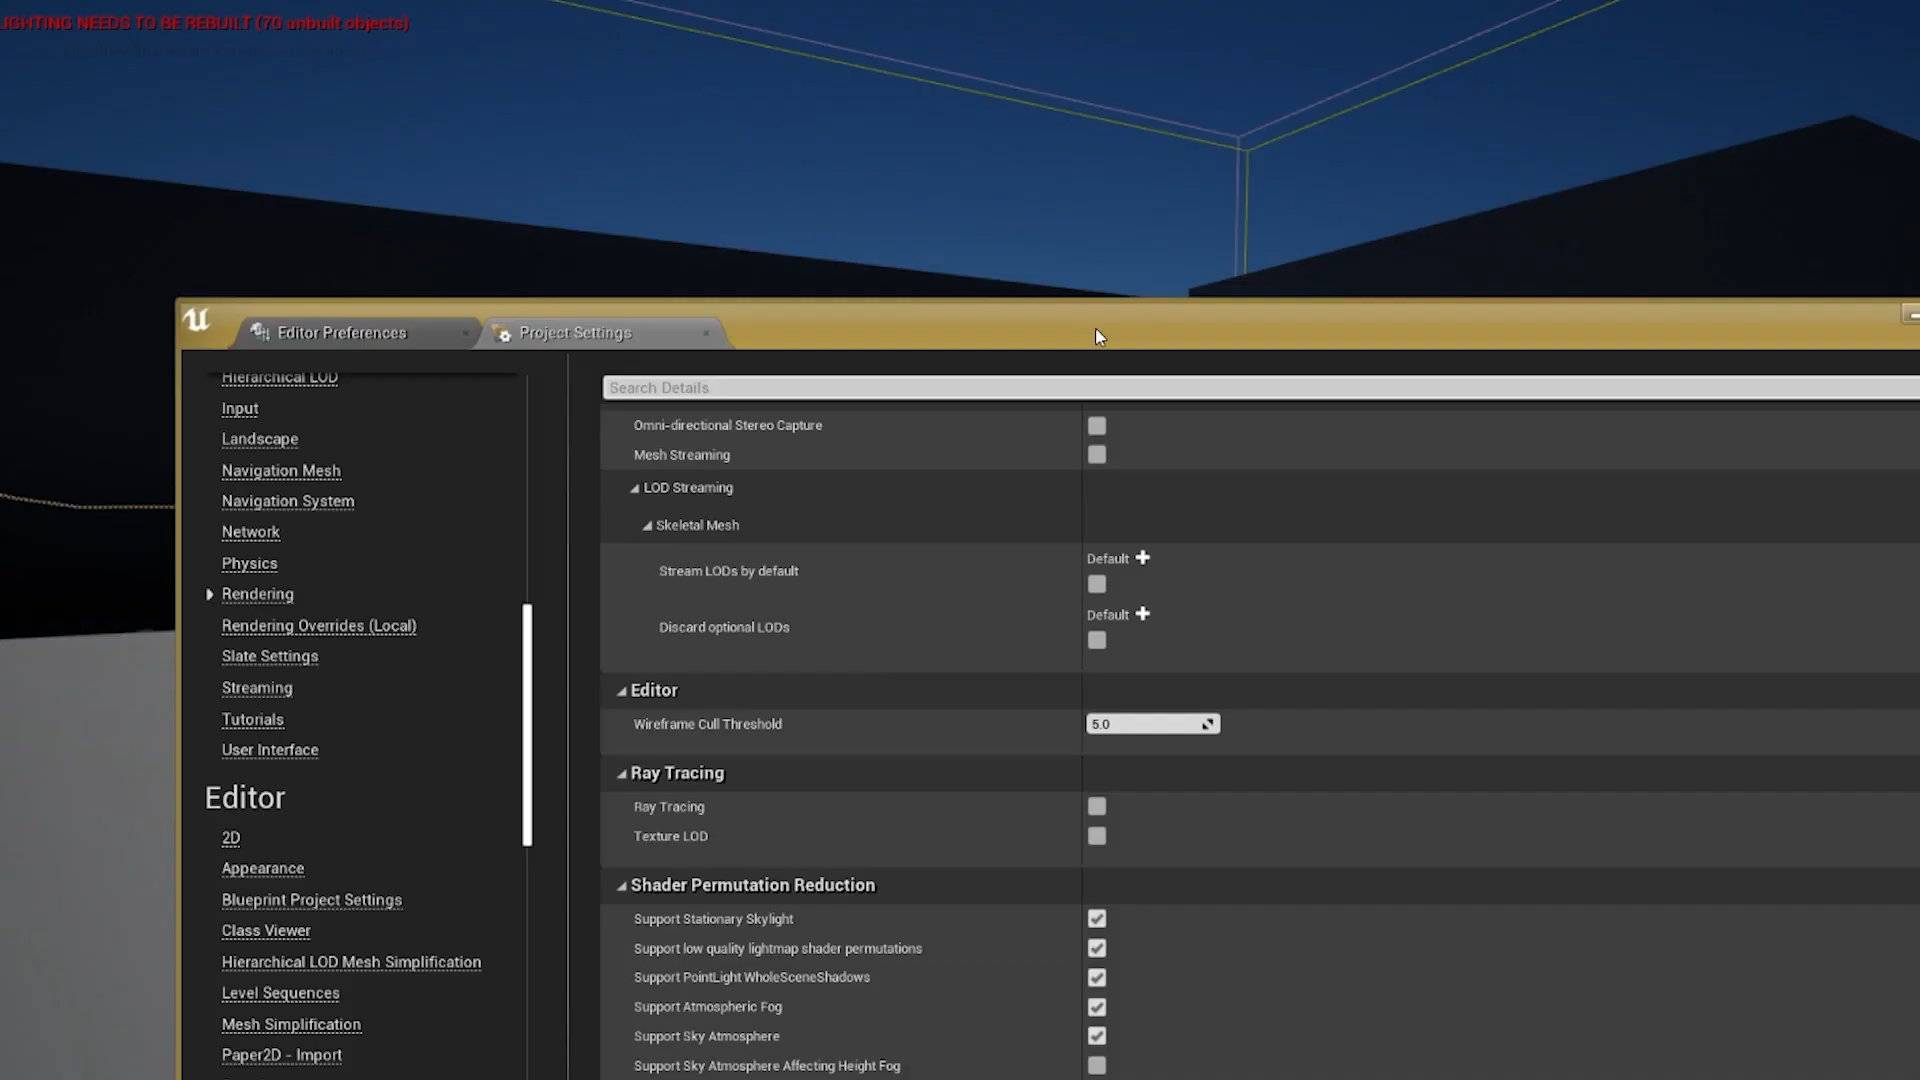 LIGHTING NEEDS TO BE REBUILT (70 unbuilt objects)
Editor Preferences
Project Settings
Hierarchical LOD
Input
Landscape
Navigation Mesh
Navigation System
Network
Physics
Rendering
Rendering Overrides (Local)
Slate Settings
Streaming
Tutorials
User Interface
Editor
2D
Appearance
Blueprint Project Settings
Class Viewer
Hierarchical LOD Mesh Simplification
Level Sequences
Mesh Simplification
Paper2D - Import
Search Details
Omni-directional Stereo Capture
Mesh Streaming
LOD Streaming
Skeletal Mesh
Default
Stream LODs by default
Default
Discard optional LODs
Editor
Wireframe Cull Threshold 5.0
Ray Tracing
Ray Tracing
Texture LOD
Shader Permutation Reduction
Support Stationary Skylight
Support low quality lightmap shader permutations
Support PointLight WholeSceneShadows
Support Atmospheric Fog
Support Sky Atmosphere
Support Sky Atmosphere Affecting Height Fog